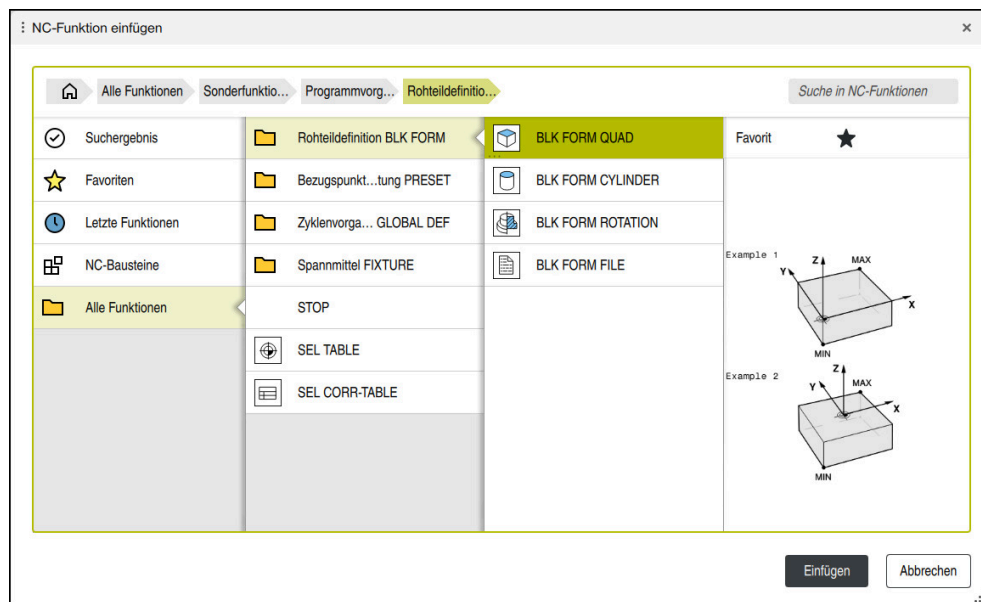 NC-Funktion einfügen
Alle Funktionen
Sonderfunktio...
Programmvorg...
Rohteildefinitio...
Suche in NC-Funktionen
Suchergebnis
Favoriten
Letzte Funktionen
NC-Bausteine
Alle Funktionen
Rohteildefinition BLK FORM
Bezugspunkt...tung PRESET
Zyklenvorga... GLOBAL DEF
Spannmittel FIXTURE
STOP
SEL TABLE
SEL CORR-TABLE
BLK FORM QUAD
BLK FORM CYLINDER
BLK FORM ROTATION
BLK FORM FILE
Favorit
Example 1
Z
MAX
Y
X
MIN
Example 2
Z
MAX
Y
X
MIN
Einfügen
Abbrechen